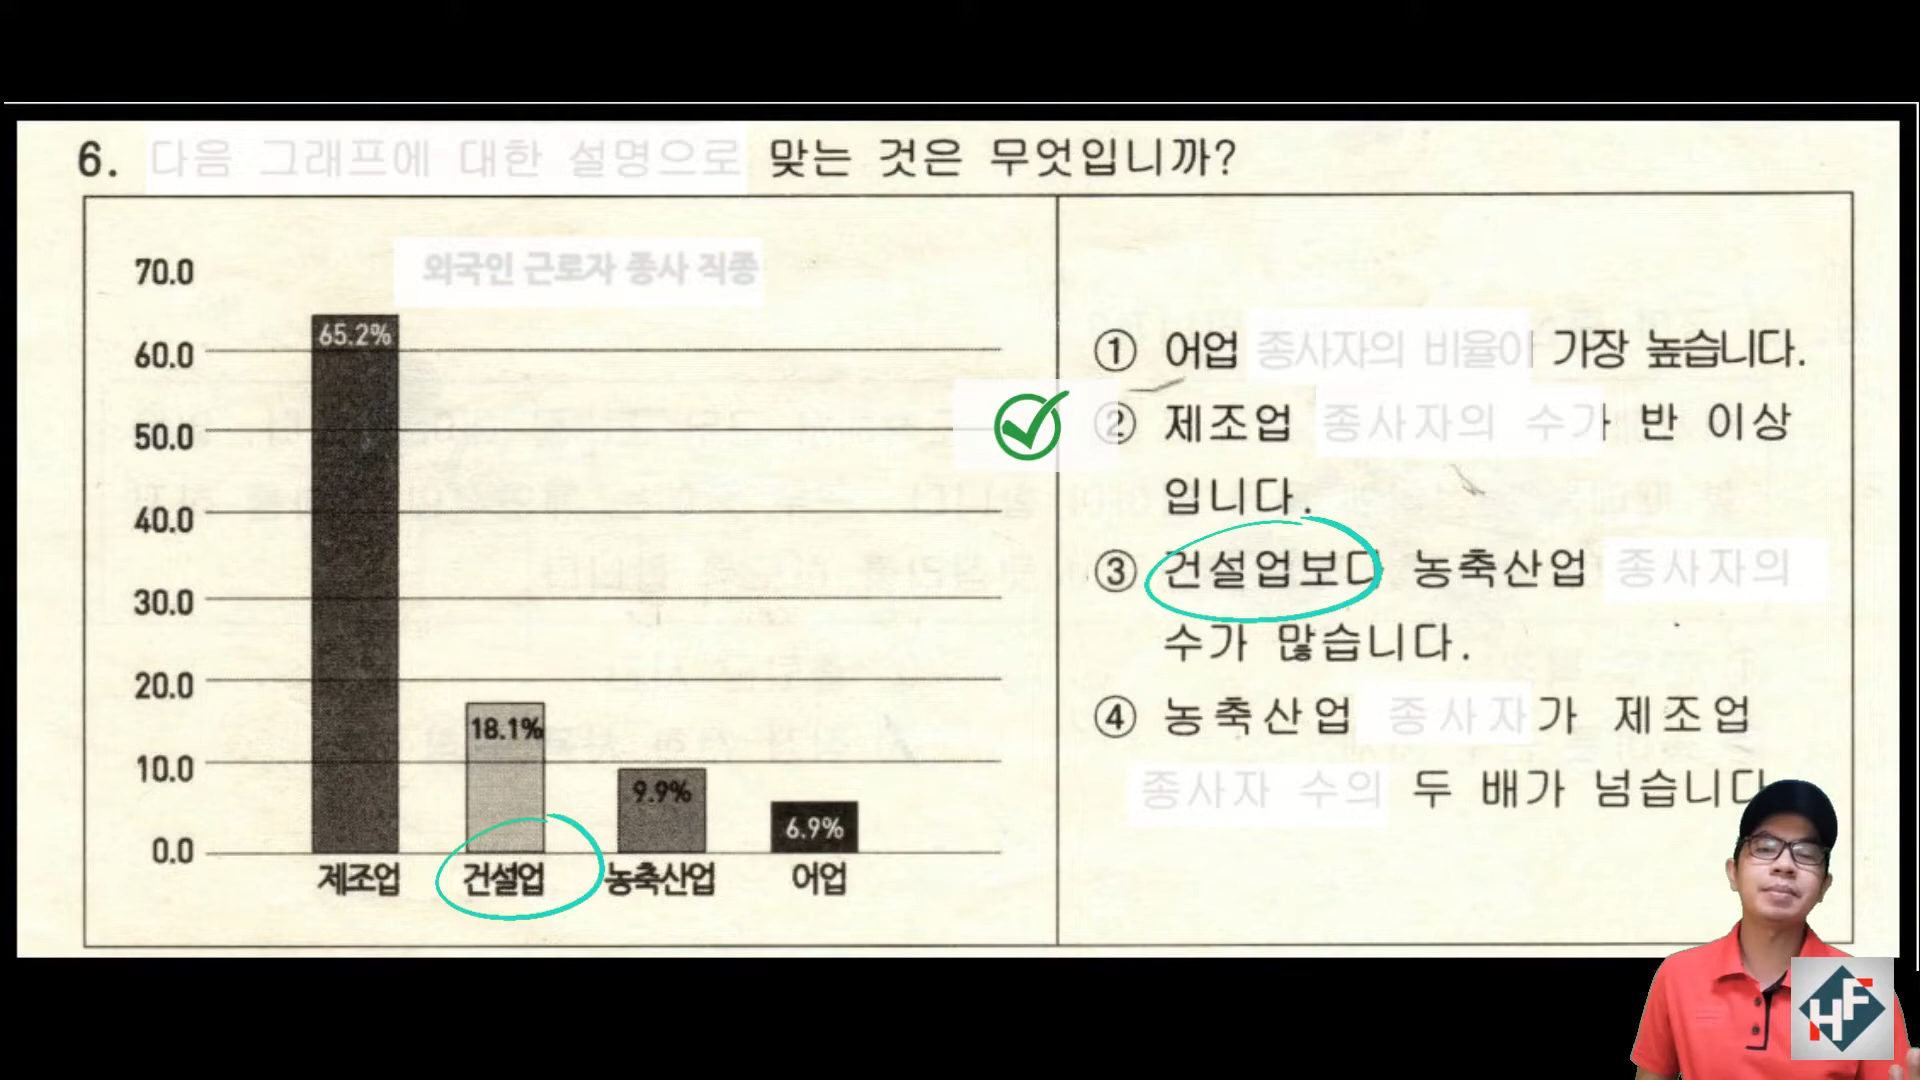 6. 다음 그래프에 대한 설명으로 맞는 것은 무엇입니까?
외국인 근로자 종사 직종
70.0
60.0
50.0
40.0
30.0
20.0
10.0
0.0
65.2%
18.1%
9.9%
6.9%
제조업
건설업
농축산업
어업
① 어업 종사자의 비율이 가장 높습니다.
② 제조업 종사자의 수가 반 이상
입니다.
③ 건설업보다 농축산업 종사자의
수가 많습니다.
④ 농축산업 종사자가 제조업
종사자 수의 두 배가 넘습니다
HF